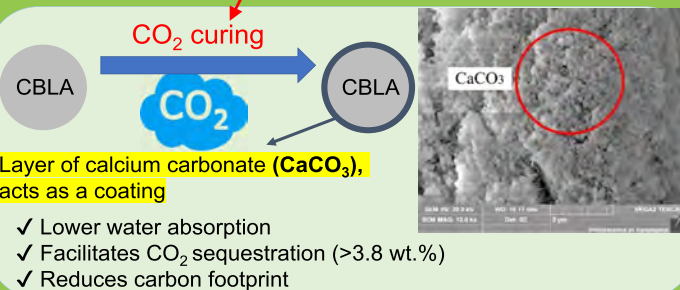 CO₂ curing
CBLA
CO₂
CBLA
CaCO₃
Layer of calcium carbonate (CaCO₃),
acts as a coating
✓ Lower water absorption
✓ Facilitates CO₂ sequestration (>3.8 wt.%)
✓ Reduces carbon footprint